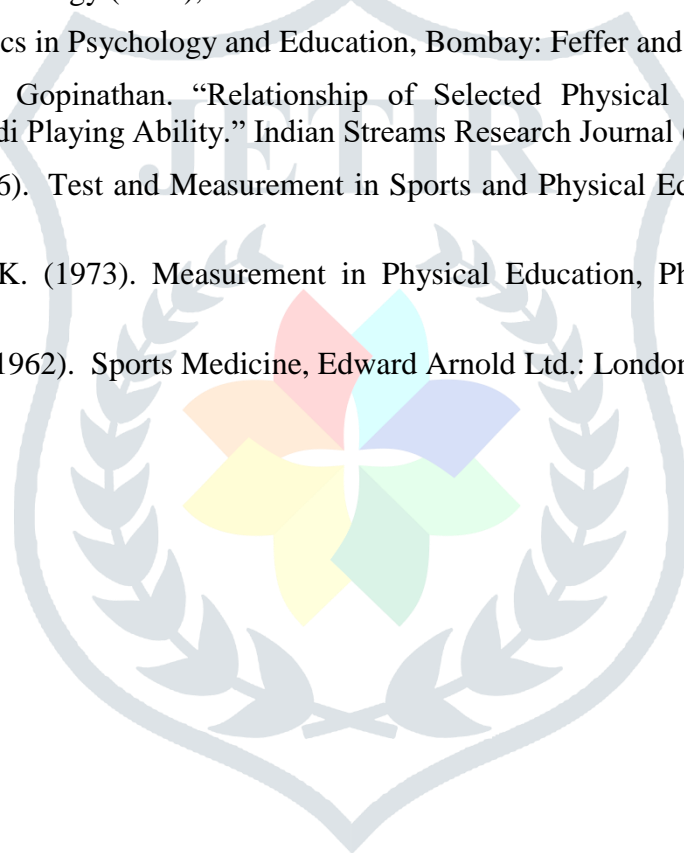 cs in Psychology and Education, Bombay: Feffer and
Gopinathan. “Relationship of Selected Physical
di Playing Ability.” Indian Streams Research Journal
6). Test and Measurement in Sports and Physical Ed
K. (1973). Measurement in Physical Education, Ph
1962). Sports Medicine, Edward Arnold Ltd.: London
JETIR